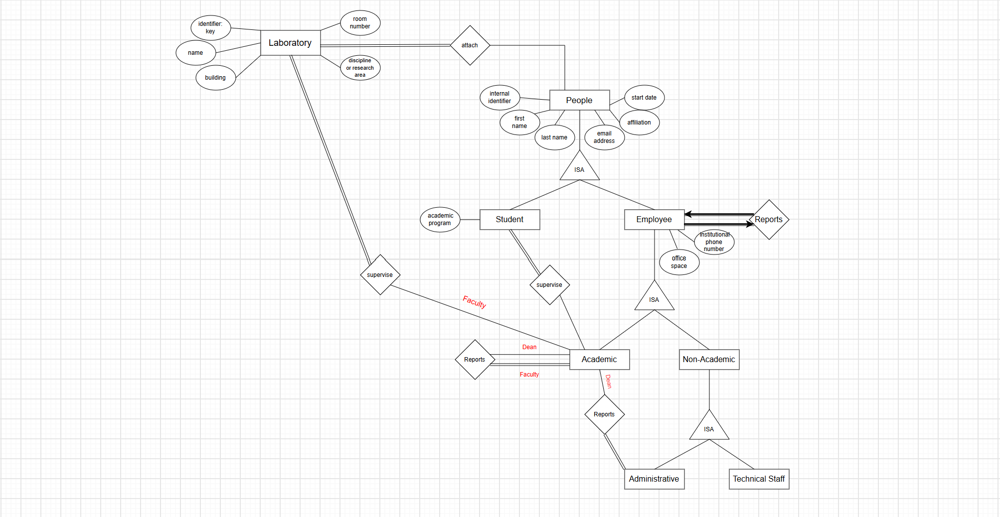 identifier:
key
name
building
Laboratory
room
number
discipline
or research
area
attach
People
internal
identifier
first
name
last name
email
address
affiliation
start date
ISA
academic
program
Student
Employee
Reports
institutional
phone
number
office
space
supervise
supervise
ISA
Faculty
Reports
Dean
Faculty
Academic
Non-Academic
Dean
Reports
ISA
Administrative
Technical Staff